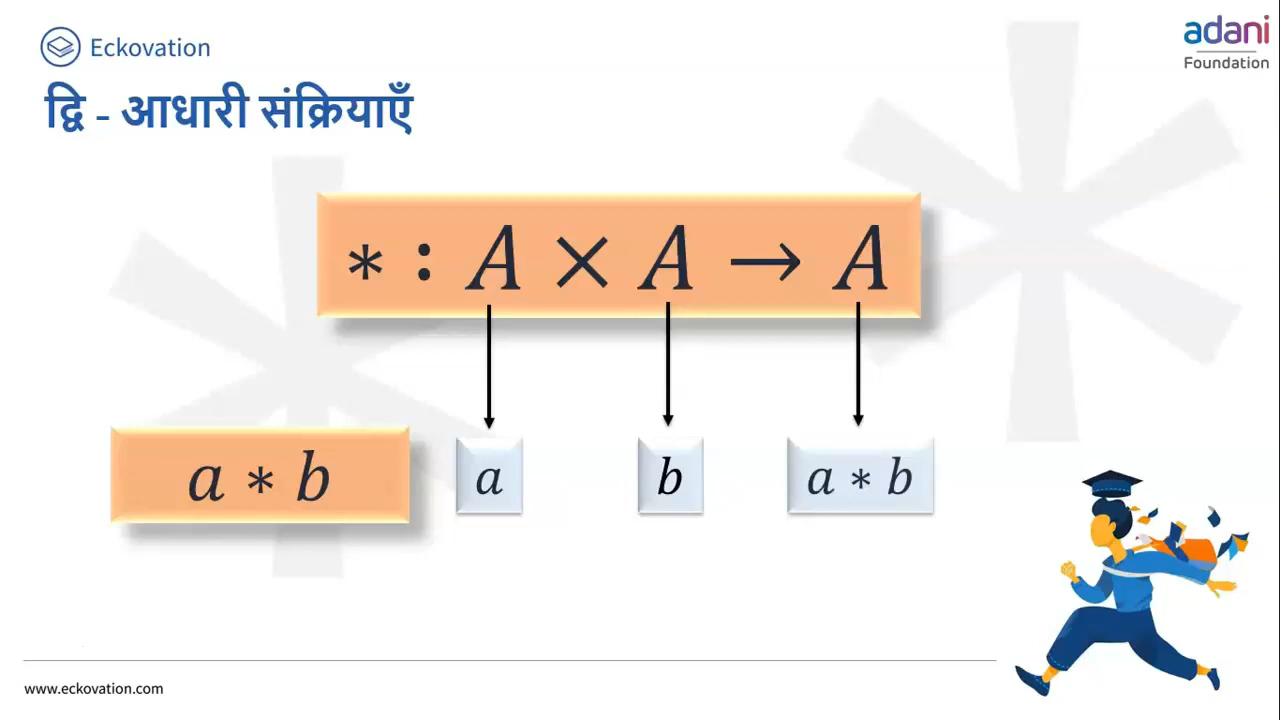 Eckovation
adani
Foundation
द्वि - आधारी संक्रियाएँ
* : A × A → A
a * b
a
b
a * b
www.eckovation.com